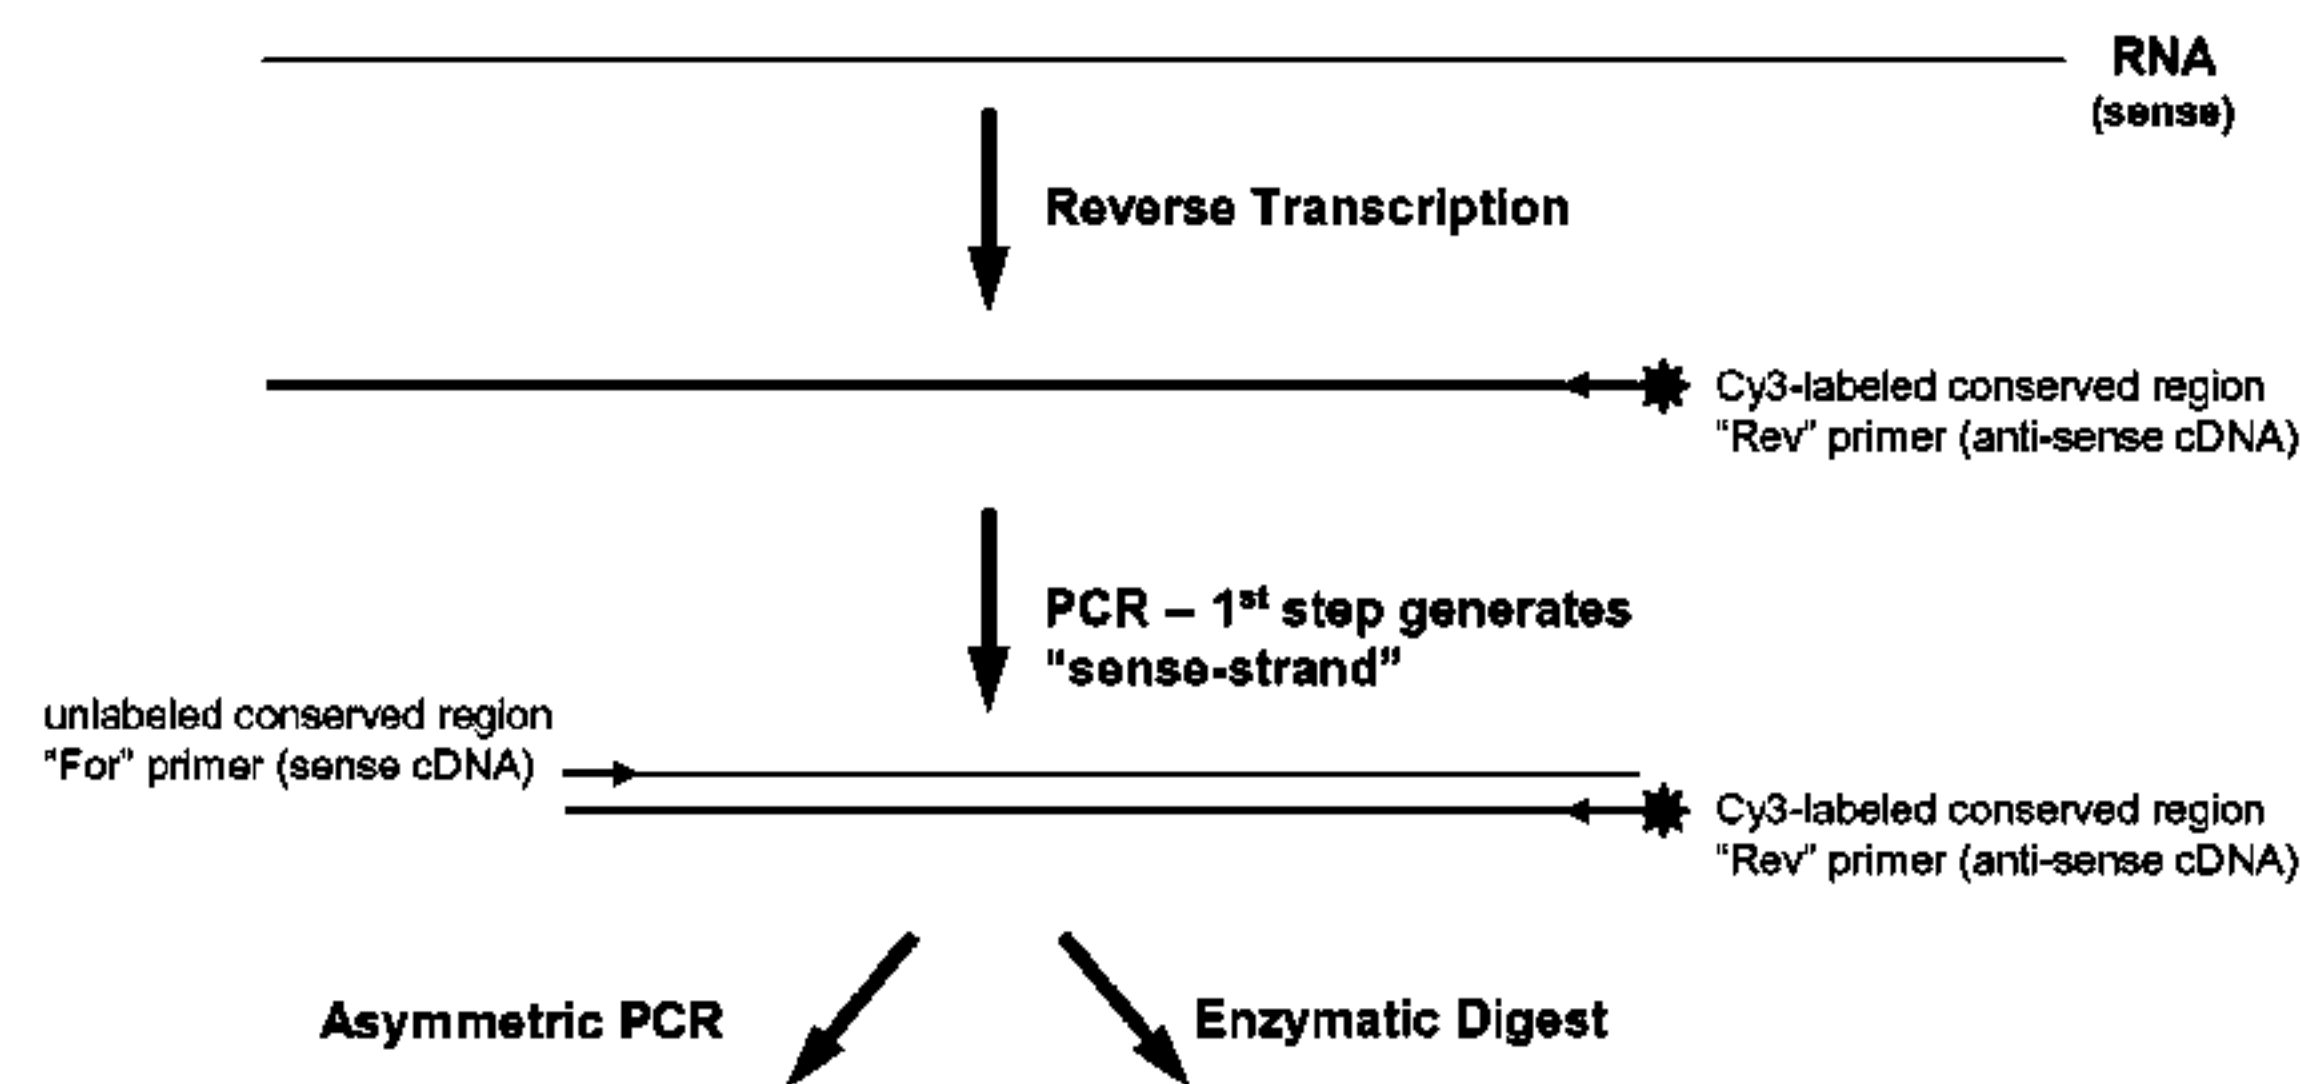 RNA
(sense)
Reverse Transcription
Cy3-labeled conserved region
“Rev” primer (anti-sense cDNA)
PCR – 1st step generates
“sense-strand”
unlabeled conserved region
“For” primer (sense cDNA)
Cy3-labeled conserved region
“Rev” primer (anti-sense cDNA)
Asymmetric PCR
Enzymatic Digest